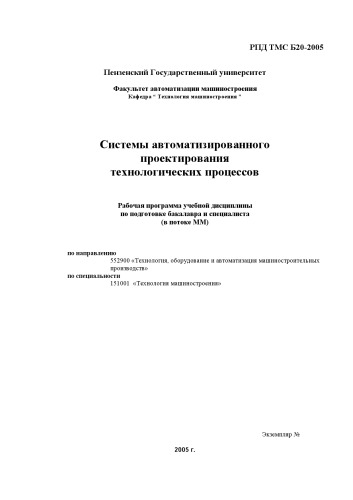 РПД ТМС Б20-2005
Пензенский Государственный университет
Факультет автоматизации машиностроения
Кафедра " Технология машиностроения "
Системы автоматизированного
проектирования
технологических процессов
Рабочая программа учебной дисциплины
по подготовке бакалавра и специалиста
(в потоке ММ)
по направлению
552900 «Технология, оборудование и автоматизация машиностроительных
производств»
по специальности
151001 «Технология машиностроения»
Экземпляр №
2005 г.